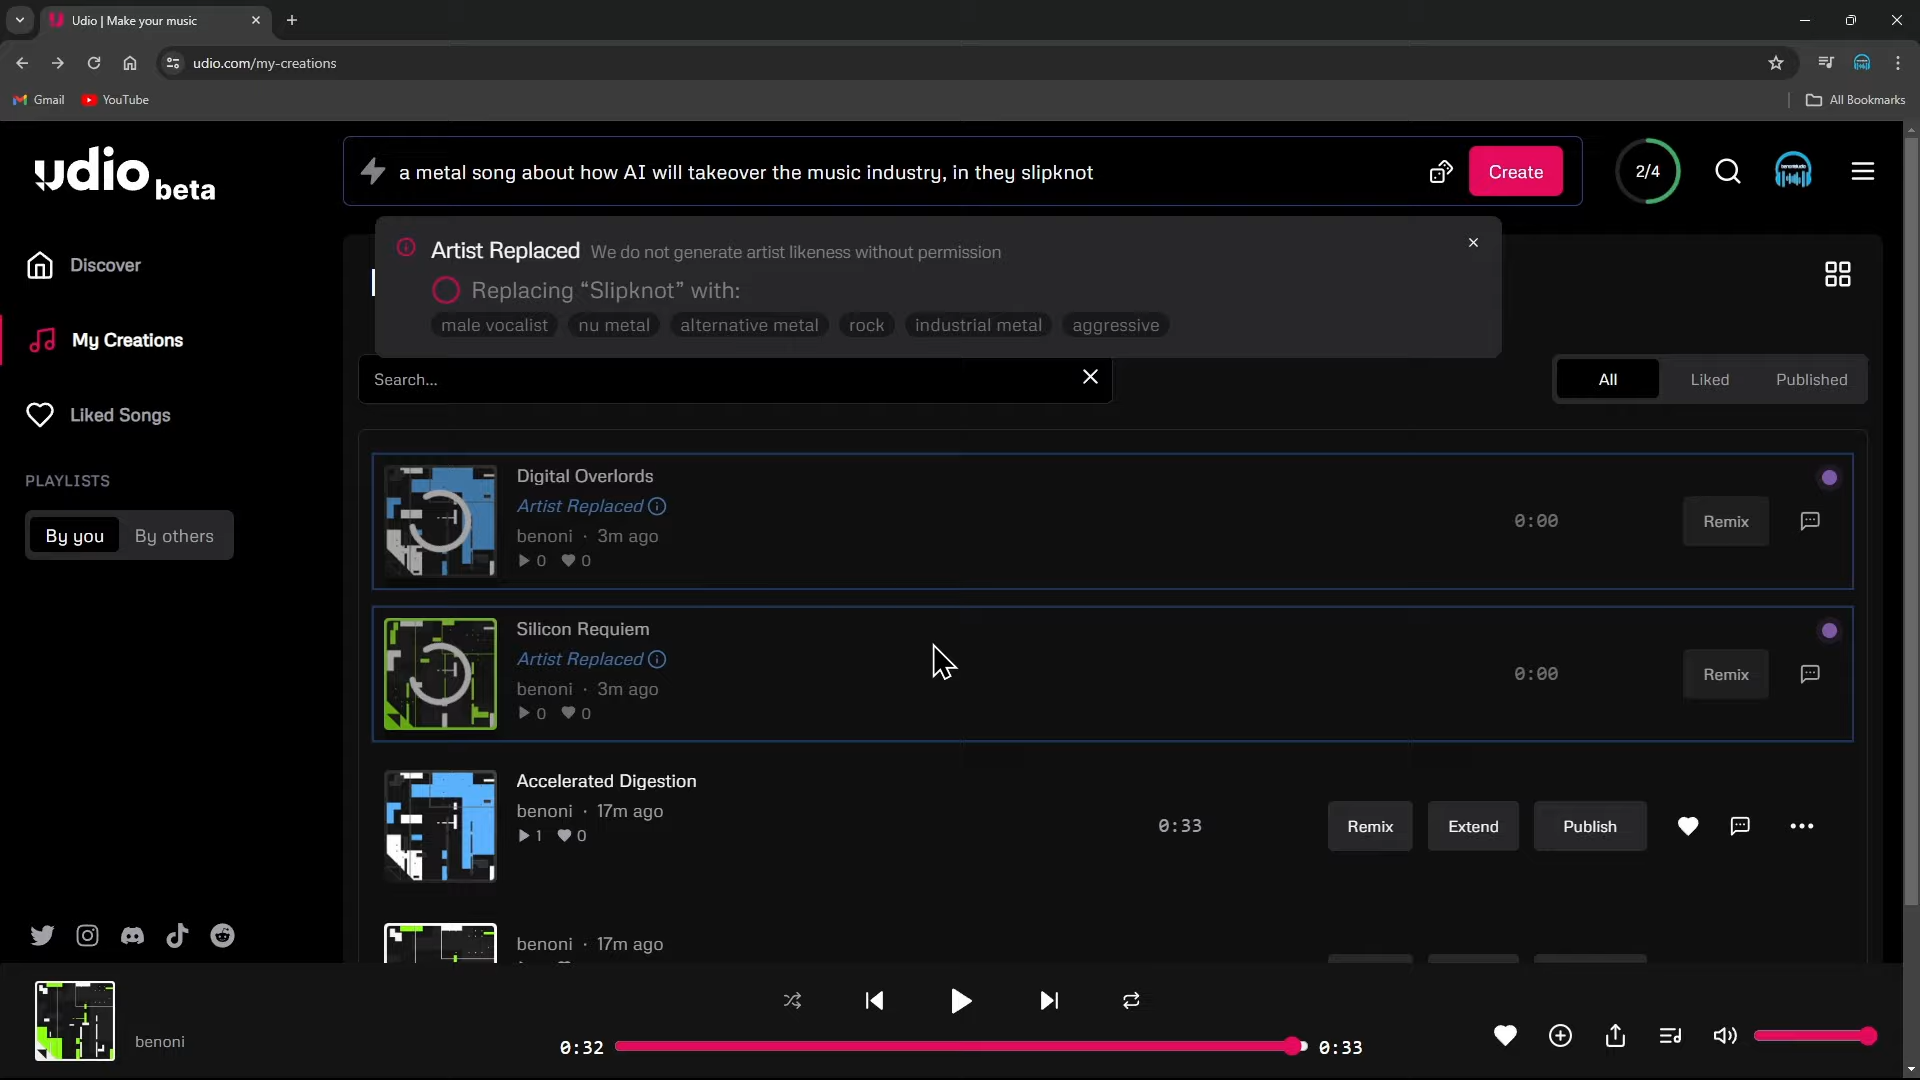 Udio | Make your music
udio.com/my-creations
Gmail
YouTube
All Bookmarks
udio beta
a metal song about how AI will takeover the music industry, in they slipknot
Create
2/4
Artist Replaced We do not generate artist likeness without permission
Replacing “Slipknot” with:
male vocalist nu metal alternative metal rock industrial metal aggressive
Discover
My Creations
Liked Songs
PLAYLISTS
By you By others
Search...
All Liked Published
Digital Overlords
Artist Replaced
benoni · 3m ago
0 0
0:00
Remix
Silicon Requiem
Artist Replaced
benoni · 3m ago
0 0
0:00
Remix
Accelerated Digestion
benoni · 17m ago
1 0
0:33
Remix Extend Publish
benoni · 17m ago
benoni
0:32 0:33